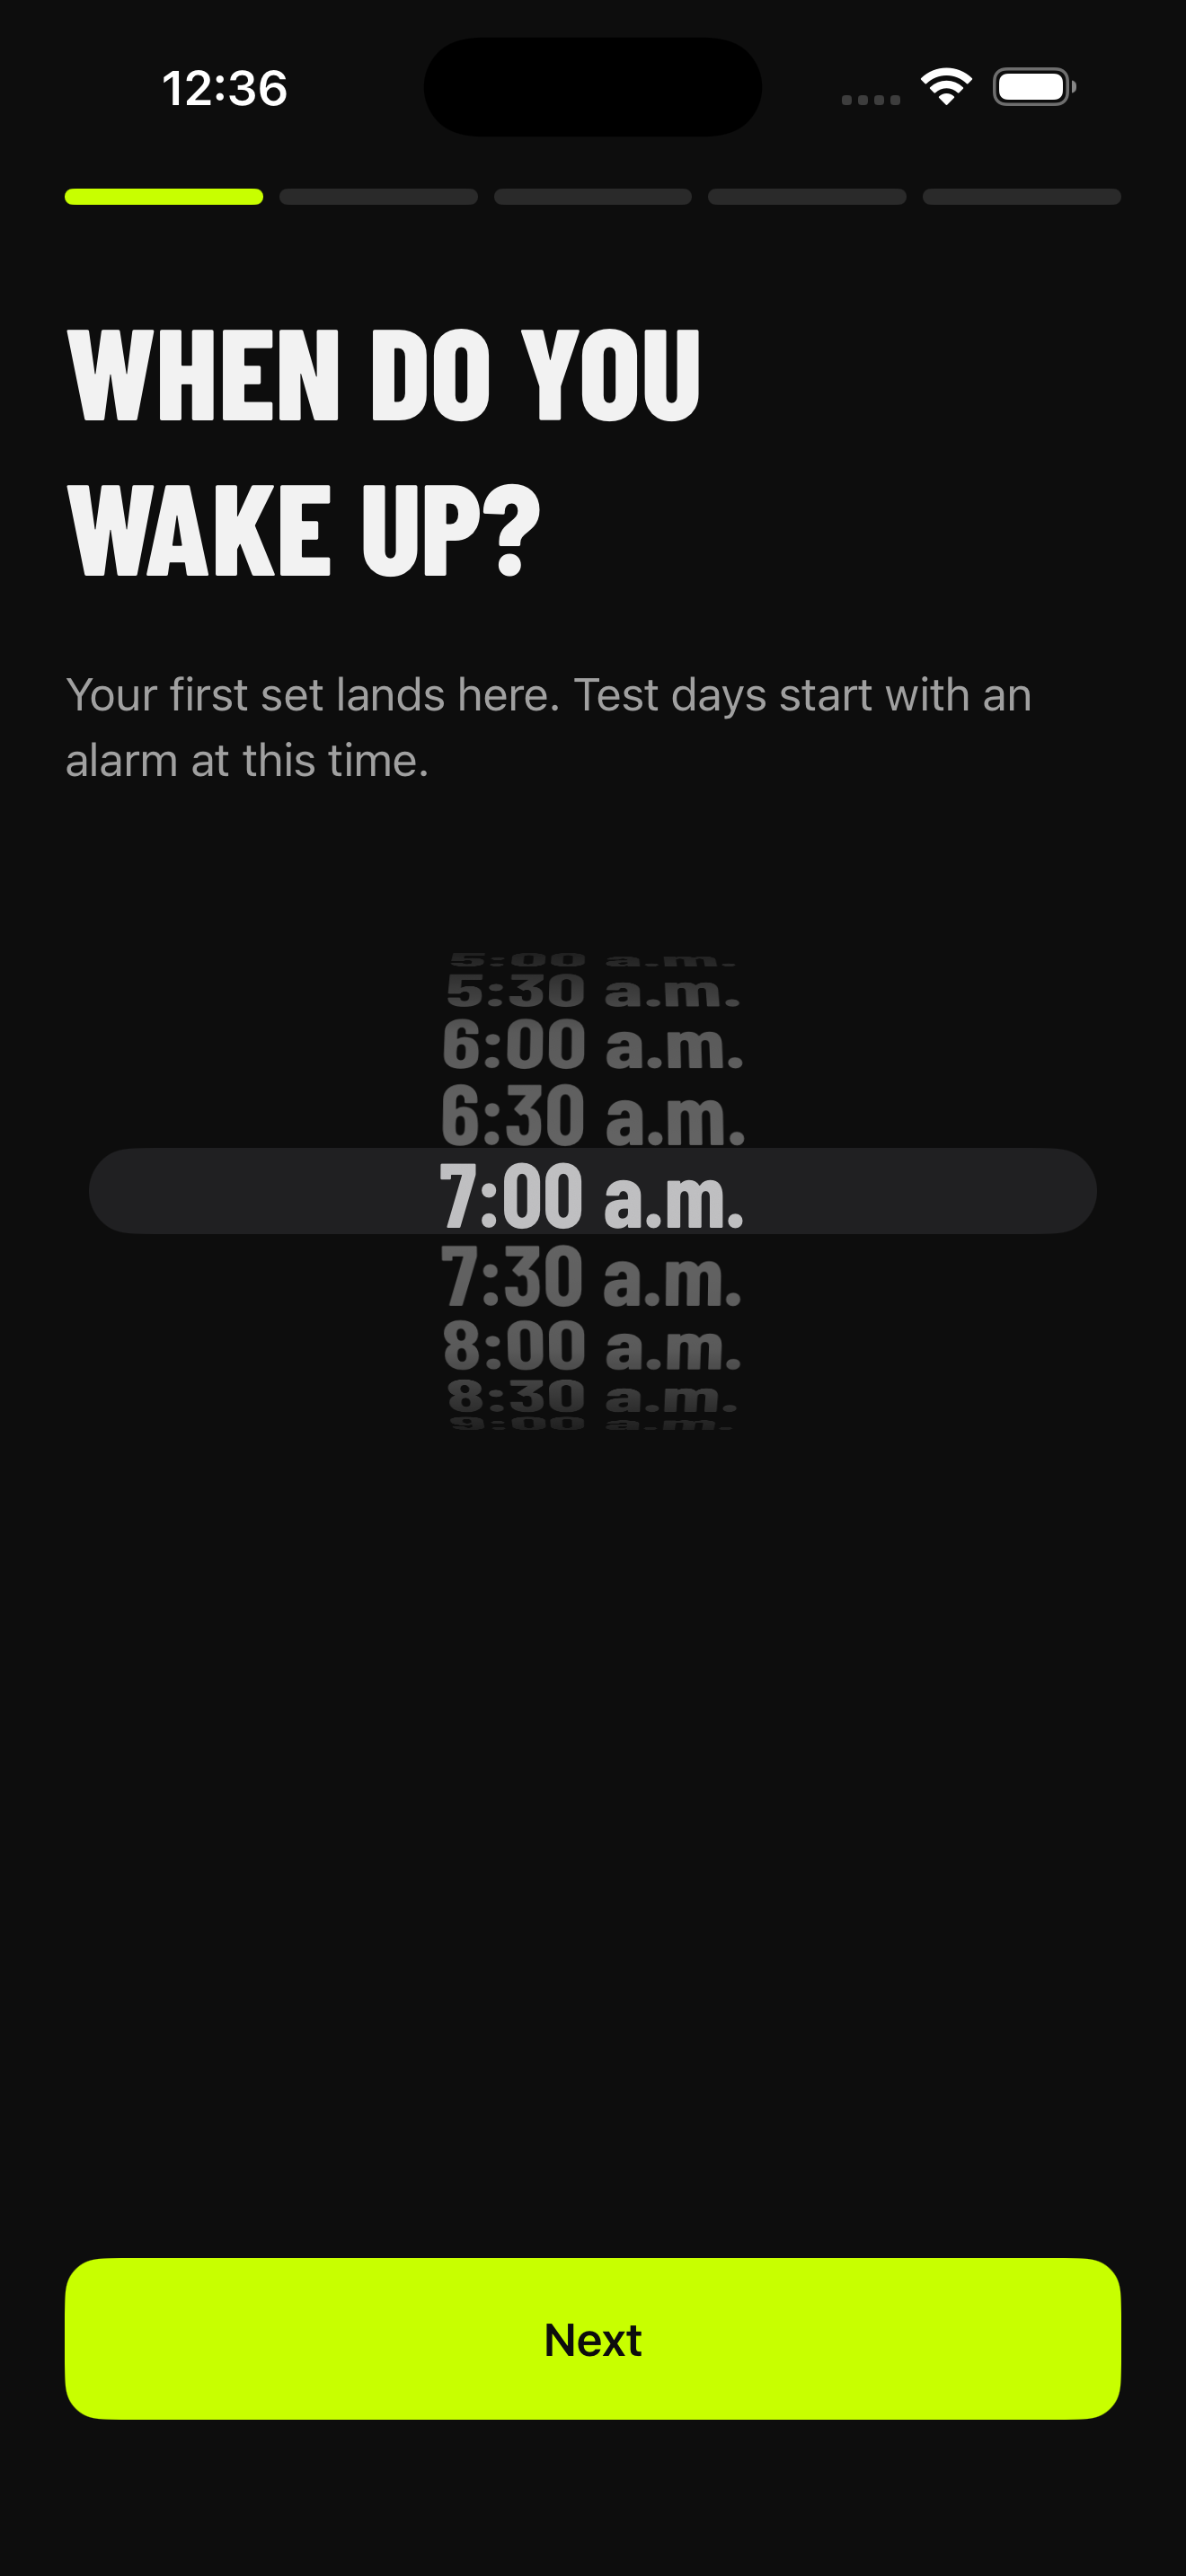 12:36
WHEN DO YOU
WAKE UP?
Your first set lands here. Test days start with an
alarm at this time.
5:00 a.m.
5:30 a.m.
6:00 a.m.
6:30 a.m.
7:00 a.m.
7:30 a.m.
8:00 a.m.
8:30 a.m.
9:00 a.m.
Next